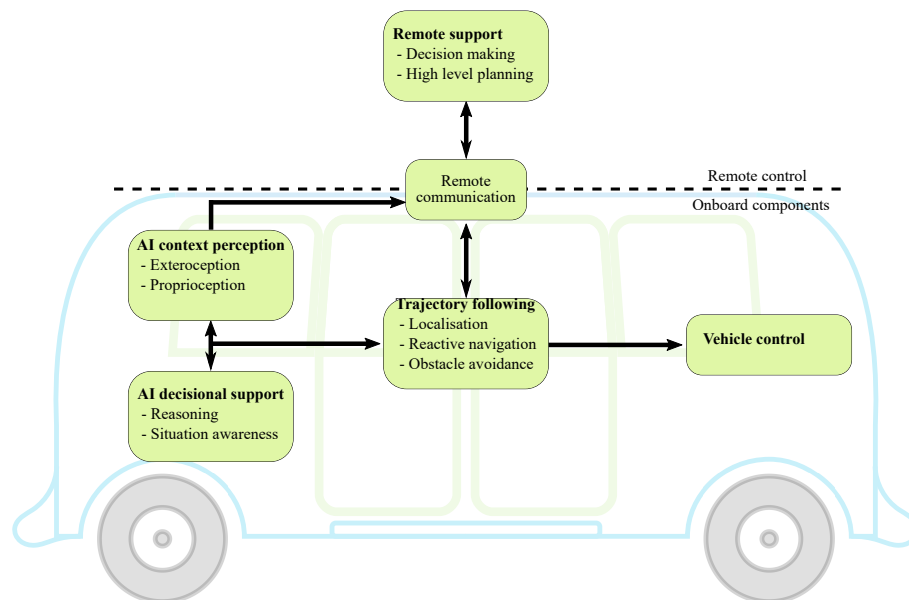 Remote support
- Decision making
- High level planning
Remote
communication
Remote control
Onboard components
AI context perception
- Exteroception
- Proprioception
Trajectory following
- Localisation
- Reactive navigation
- Obstacle avoidance
Vehicle control
AI decisional support
- Reasoning
- Situation awareness